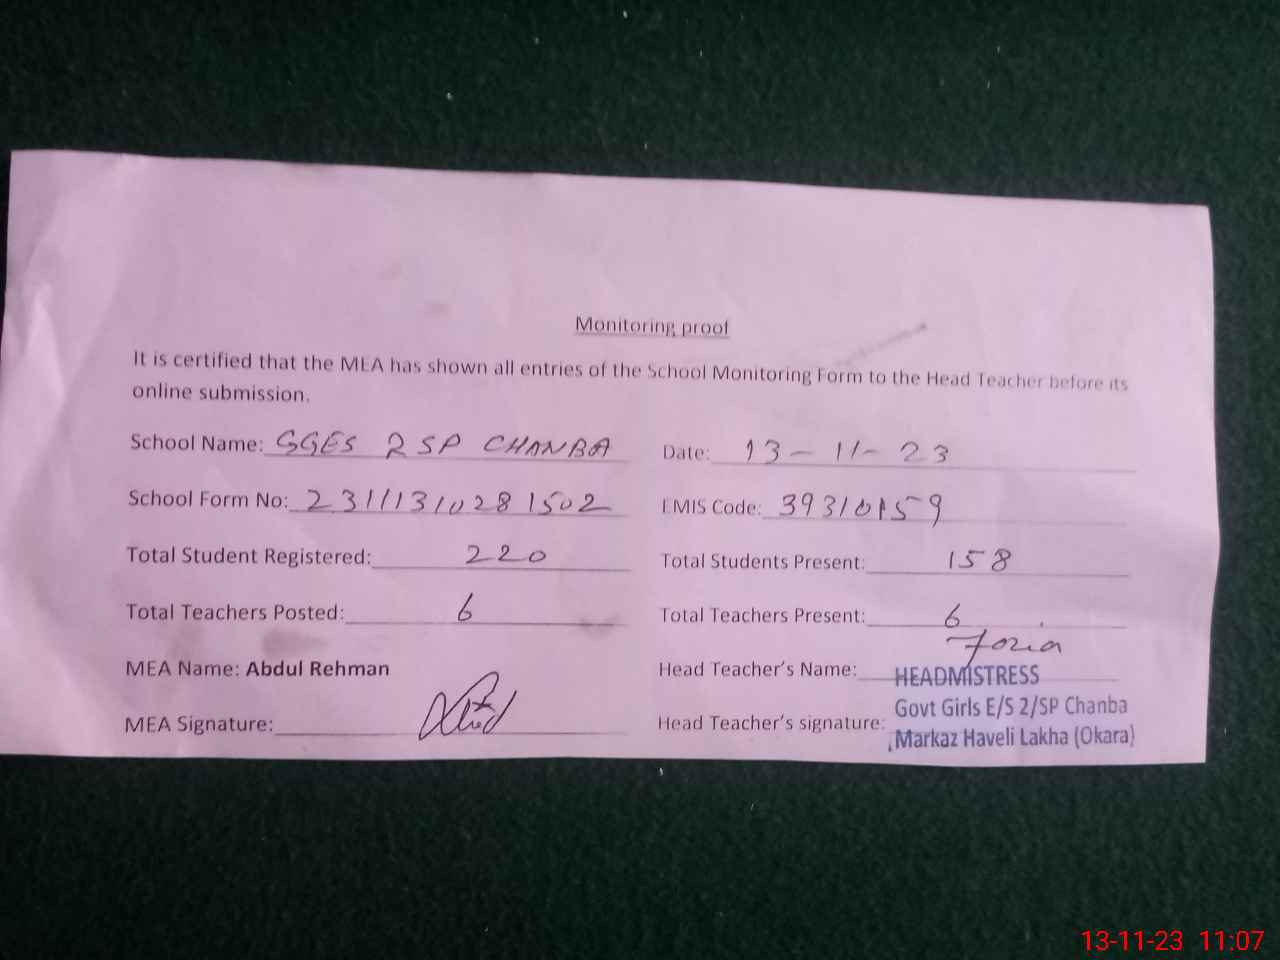 Monitoring proof
It is certified that the MEA has shown all entries of the School Monitoring Form to the Head Teacher before its
online submission.
School Name: GGES 2 SP CHANBA Date: 13-11-23
School Form No: 23111310281502 EMIS Code: 39310159
Total Student Registered: 220 Total Students Present: 158
Total Teachers Posted: 6 Total Teachers Present: 6
Fozia
MEA Name: Abdul Rehman Head Teacher's Name: HEADMISTRESS
Govt Girls E/S 2/SP Chanba
MEA Signature: Head Teacher's signature:
Markaz Haveli Lakha (Okara)
13-11-23 11:07